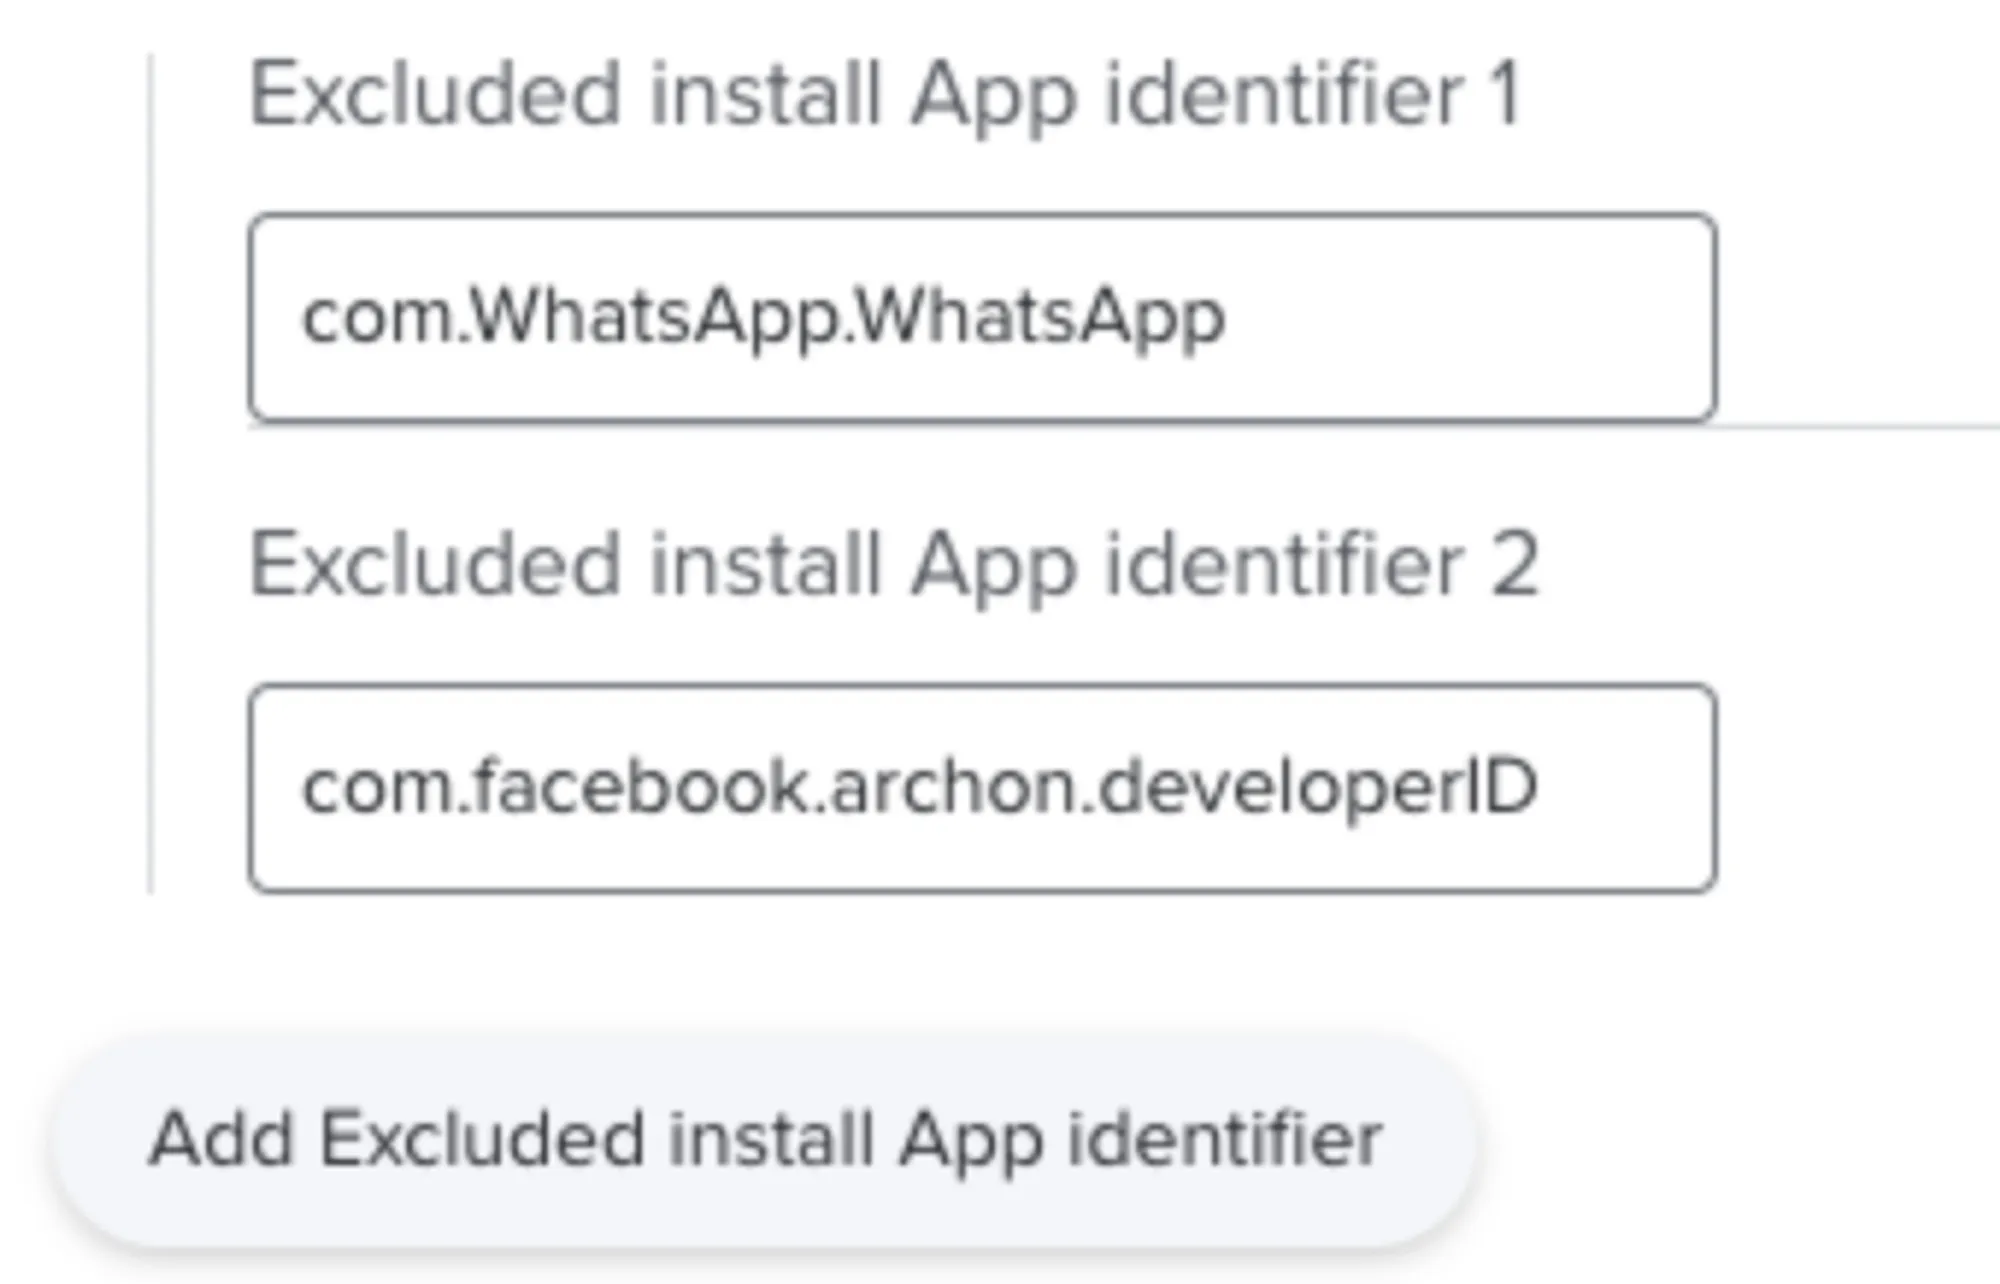 Excluded install App identifier 1
com.WhatsApp.WhatsApp
Excluded install App identifier 2
com.facebook.archon.developerID
Add Excluded install App identifier